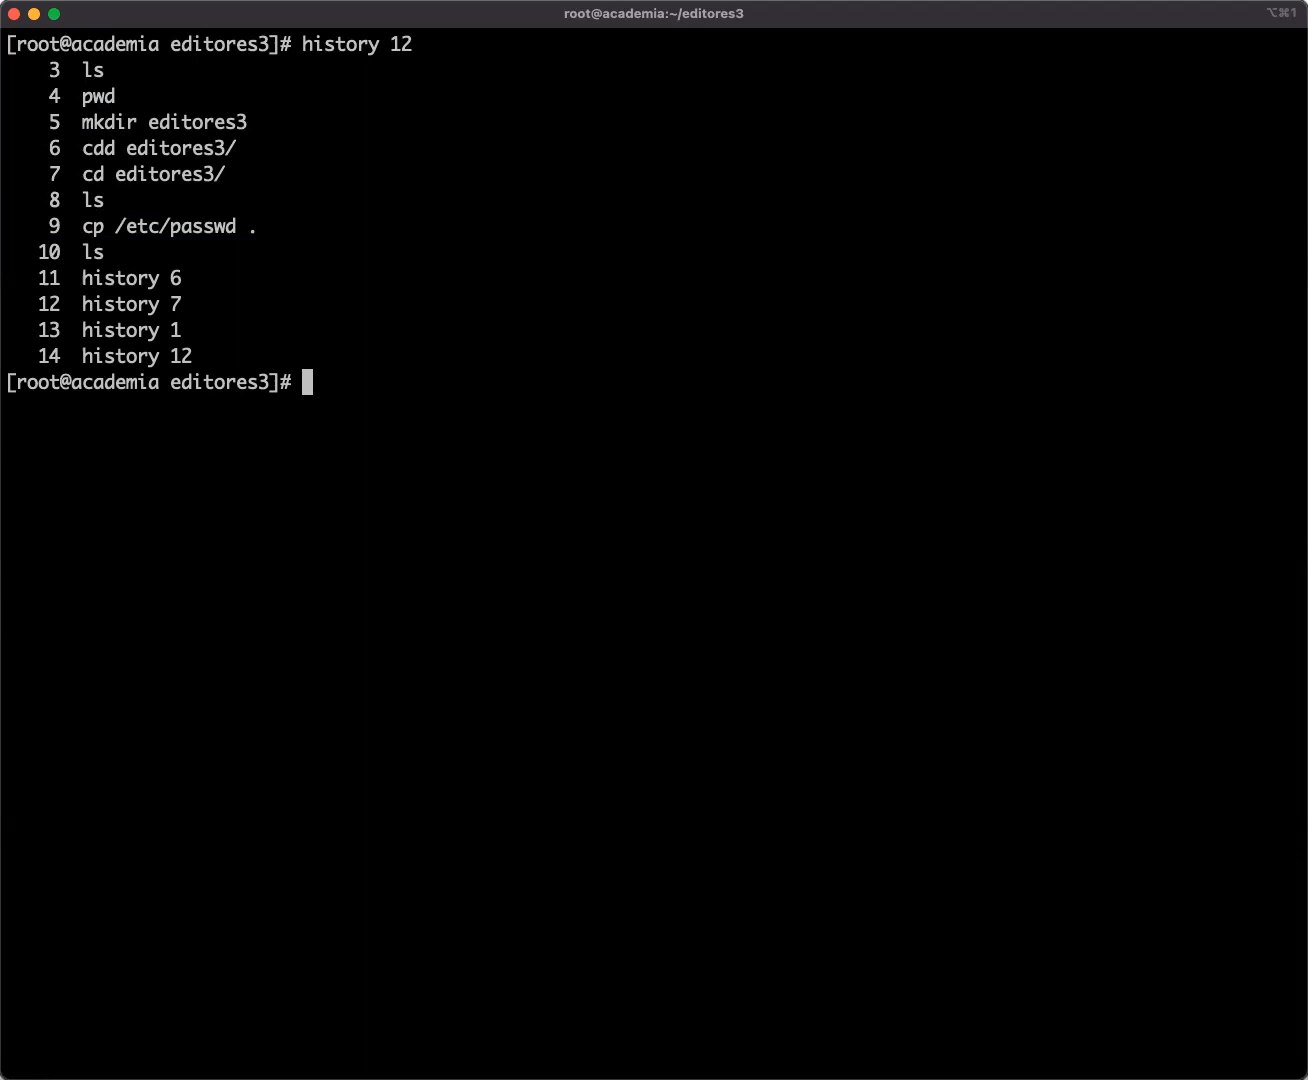 root@academia:~/editores3
⌥⌘1
[root@academia editores3]# history 12
    3  ls
    4  pwd
    5  mkdir editores3
    6  cdd editores3/
    7  cd editores3/
    8  ls
    9  cp /etc/passwd .
   10  ls
   11  history 6
   12  history 7
   13  history 1
   14  history 12
[root@academia editores3]#